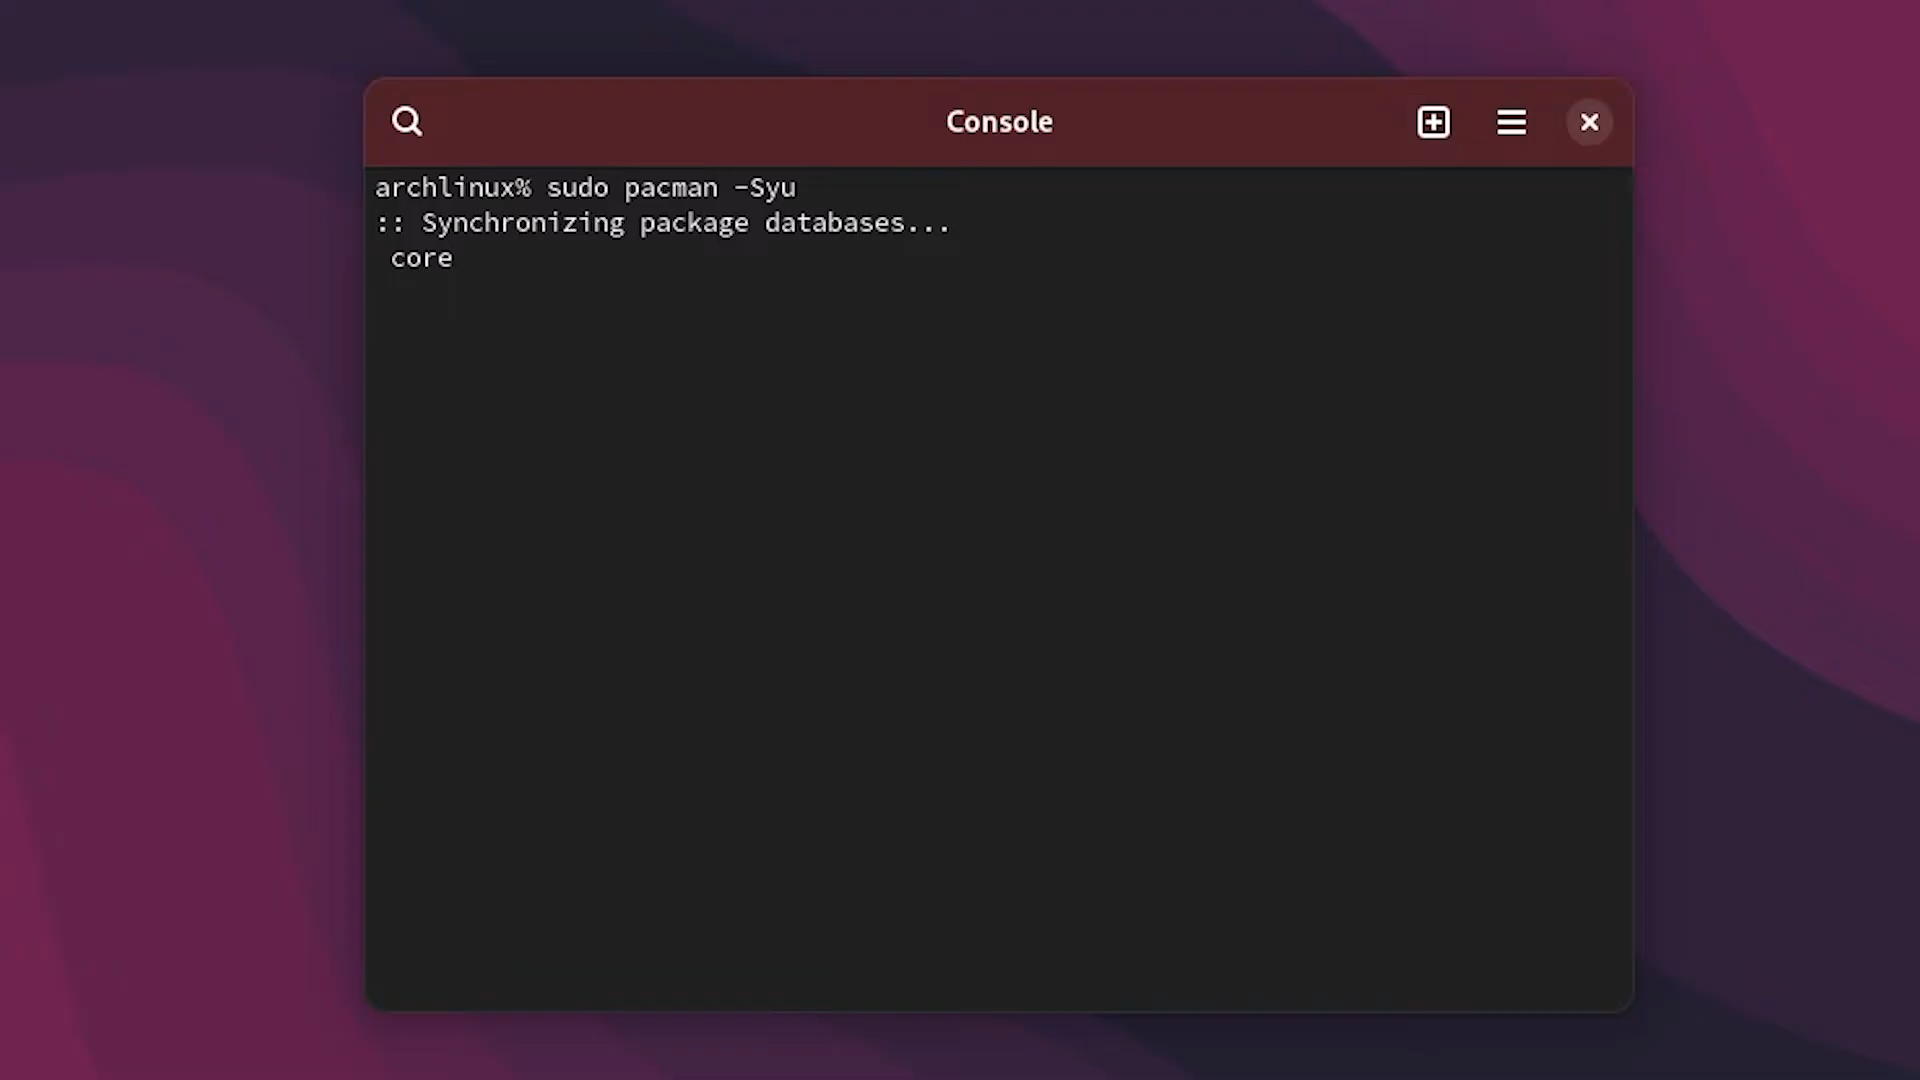 Console
archlinux% sudo pacman -Syu
:: Synchronizing package databases...
core